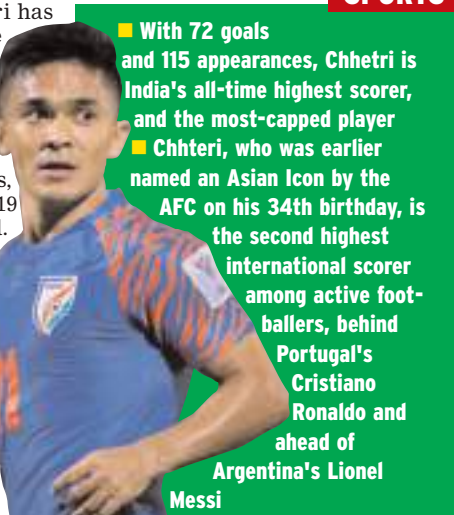 SPORTS
ri has
■ With 72 goals
and 115 appearances, Chhetri is
India's all-time highest scorer,
and the most-capped player
■ Chhteri, who was earlier
named an Asian Icon by the
AFC on his 34th birthday, is
the second highest
international scorer
among active foot-
ballers, behind
Portugal's
Cristiano
Ronaldo and
ahead of
Argentina's Lionel
Messi
s,
19